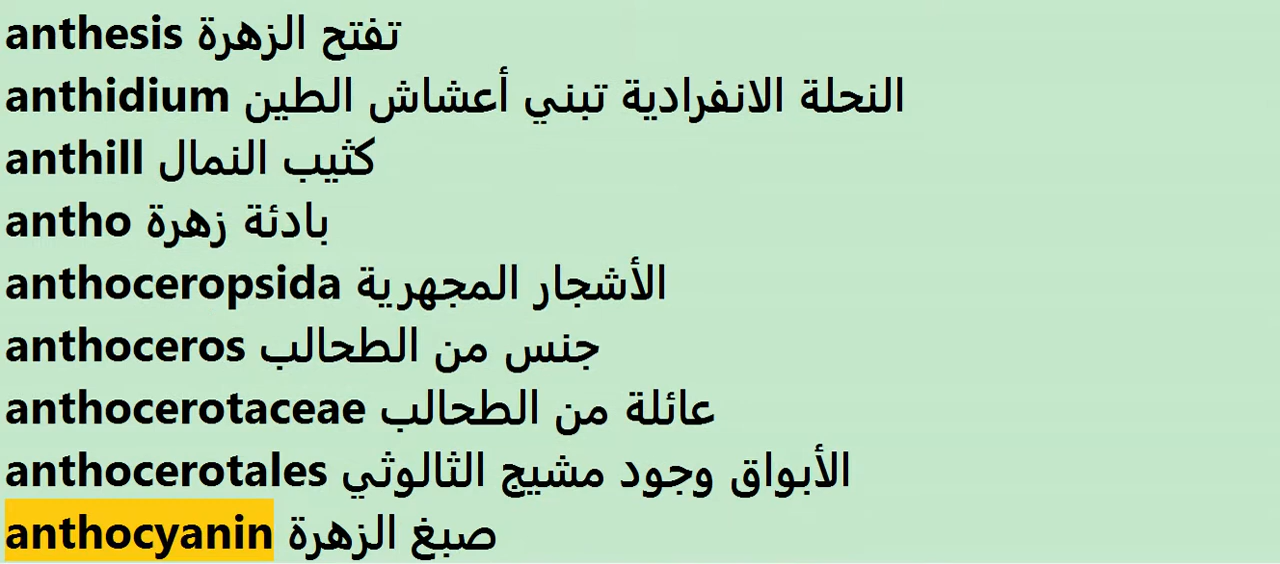 anthesis تفتح الزهرة
anthidium النحلة الانفرادية تبني أعشاش الطين
anthill كثيب النمال
antho بادئة زهرة
anthoceropsida الأشجار المجهرية
anthoceros جنس من الطحالب
anthocerotaceae عائلة من الطحالب
anthocerotales الأبواق وجود مشيج الثالوثي
anthocyanin صبغ الزهرة